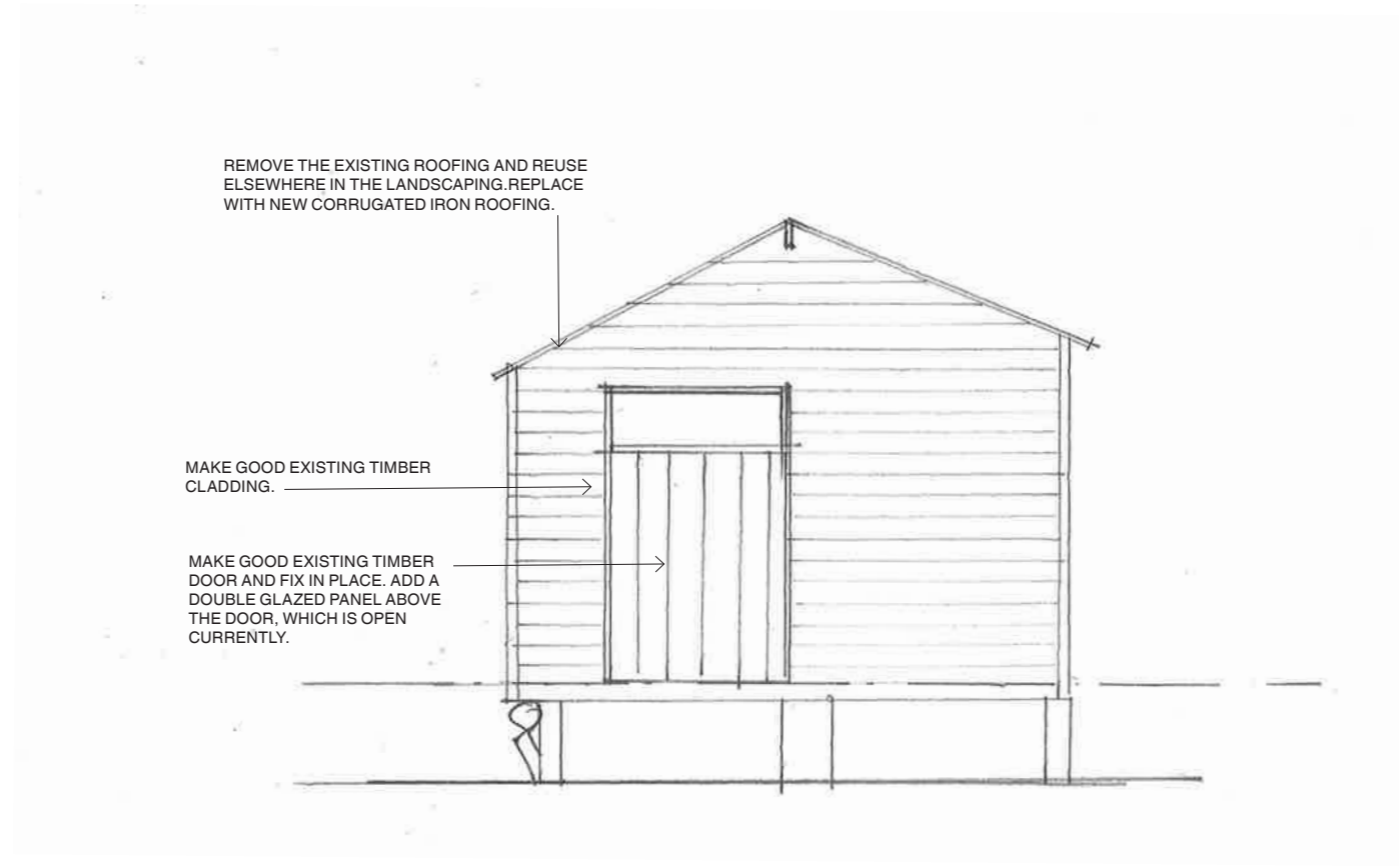 REMOVE THE EXISTING ROOFING AND REUSE
ELSEWHERE IN THE LANDSCAPING.REPLACE
WITH NEW CORRUGATED IRON ROOFING.
MAKE GOOD EXISTING TIMBER
CLADDING.
MAKE GOOD EXISTING TIMBER
DOOR AND FIX IN PLACE. ADD A
DOUBLE GLAZED PANEL ABOVE
THE DOOR, WHICH IS OPEN
CURRENTLY.